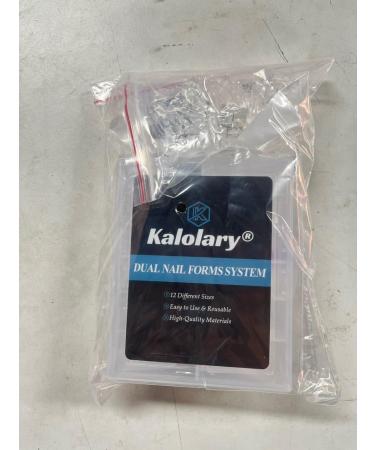 K
Kalolary®
DUAL NAIL FORMS SYSTEM
12 Different Sizes
Easy to Use & Reusable
High-Quality Materials